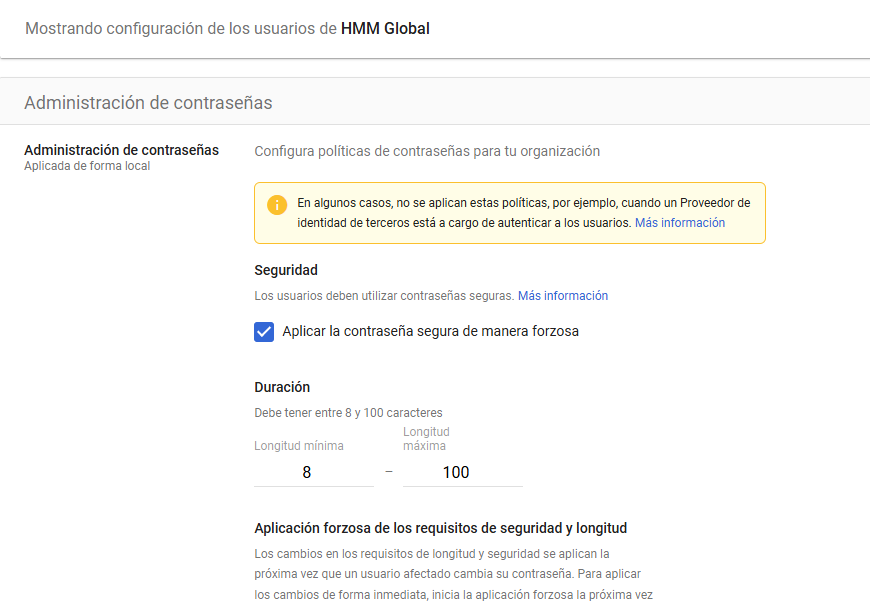 Mostrando configuración de los usuarios de HMM Global
Administración de contraseñas
Administración de contraseñas
Aplicada de forma local
Configura políticas de contraseñas para tu organización
En algunos casos, no se aplican estas políticas, por ejemplo, cuando un Proveedor de
identidad de terceros está a cargo de autenticar a los usuarios. Más información
Seguridad
Los usuarios deben utilizar contraseñas seguras. Más información
Aplicar la contraseña segura de manera forzosa
Duración
Debe tener entre 8 y 100 caracteres
Longitud mínima
Longitud
máxima
8 – 100
Aplicación forzosa de los requisitos de seguridad y longitud
Los cambios en los requisitos de longitud y seguridad se aplican la
próxima vez que un usuario afectado cambia su contraseña. Para aplicar
los cambios de forma inmediata, inicia la aplicación forzosa la próxima vez